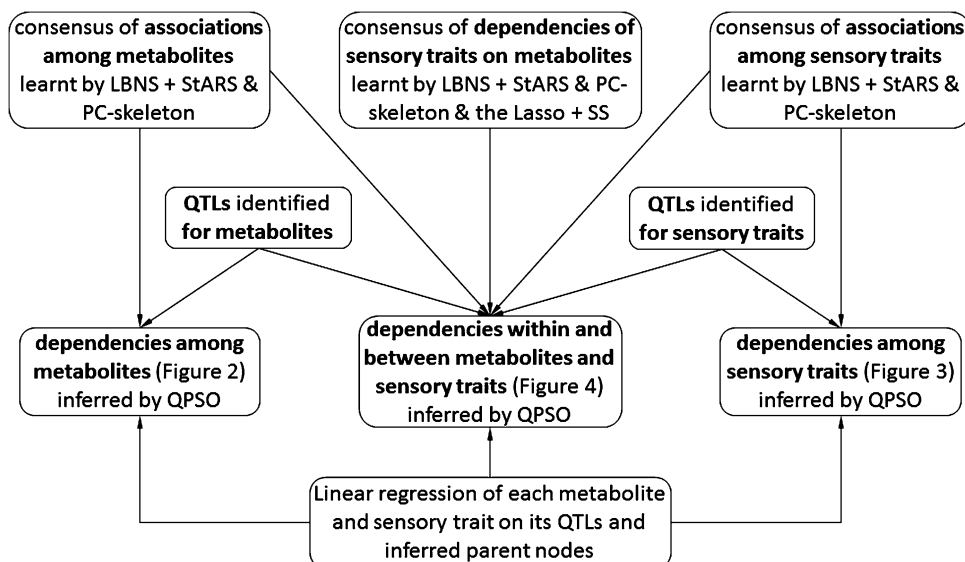 consensus of associations
among metabolites
learnt by LBNS + StARS &
PC-skeleton
consensus of dependencies of
sensory traits on metabolites
learnt by LBNS + StARS & PC-
skeleton & the Lasso + SS
consensus of associations
among sensory traits
learnt by LBNS + StARS &
PC-skeleton
QTLs identified
for metabolites
QTLs identified
for sensory traits
dependencies among
metabolites (Figure 2)
inferred by QPSO
dependencies within and
between metabolites and
sensory traits (Figure 4)
inferred by QPSO
dependencies among
sensory traits (Figure 3)
inferred by QPSO
Linear regression of each metabolite
and sensory trait on its QTLs and
inferred parent nodes